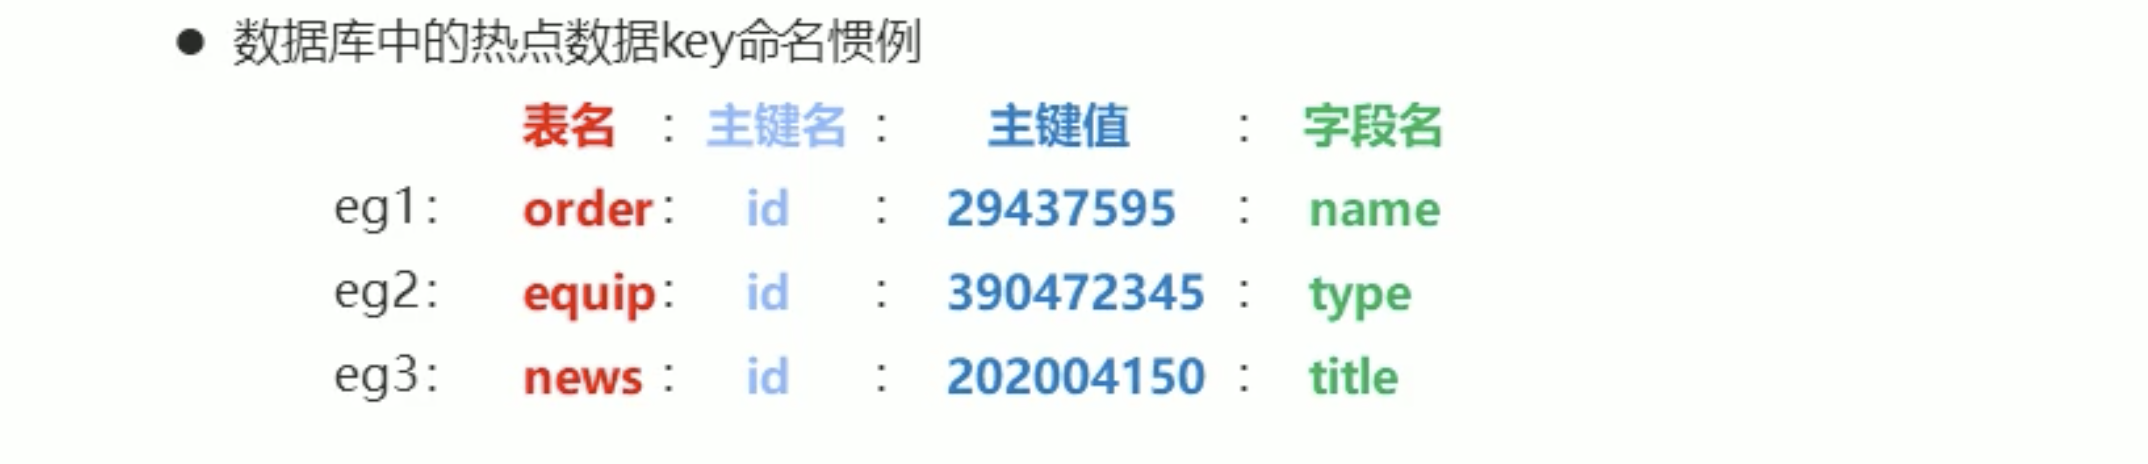 ● 数据库中的热点数据key命名惯例
表名 : 主键名 : 主键值 : 字段名
eg1: order : id : 29437595 : name
eg2: equip : id : 390472345 : type
eg3: news : id : 202004150 : title